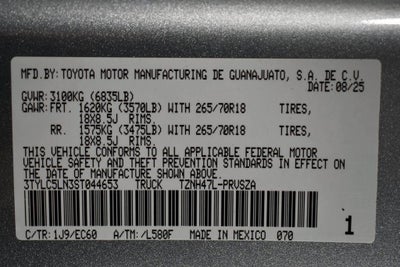 MFD.BY:TOYOTA MOTOR MANUFACTURING DE GUANAJUATO, S.A. DE C.V.
DATE:08/25
GVWR:3100KG (6835LB)
GAWR:FRT. 1620KG (3570LB) WITH 265/70R18 TIRES,
18X8.5J RIMS.
RR. 1575KG (3475LB) WITH 265/70R18 TIRES,
18X8.5J RIMS.
THIS VEHICLE CONFORMS TO ALL APPLICABLE FEDERAL MOTOR
VEHICLE SAFETY AND THEFT PREVENTION STANDARDS IN EFFECT ON
THE DATE OF MANUFACTURE SHOWN ABOVE.
3TYLC5LN3ST044653 TRUCK TZNH47L-PRVSZA
1
C/TR:1J9/EC60 A/TM:/L580F MADE IN MEXICO 070